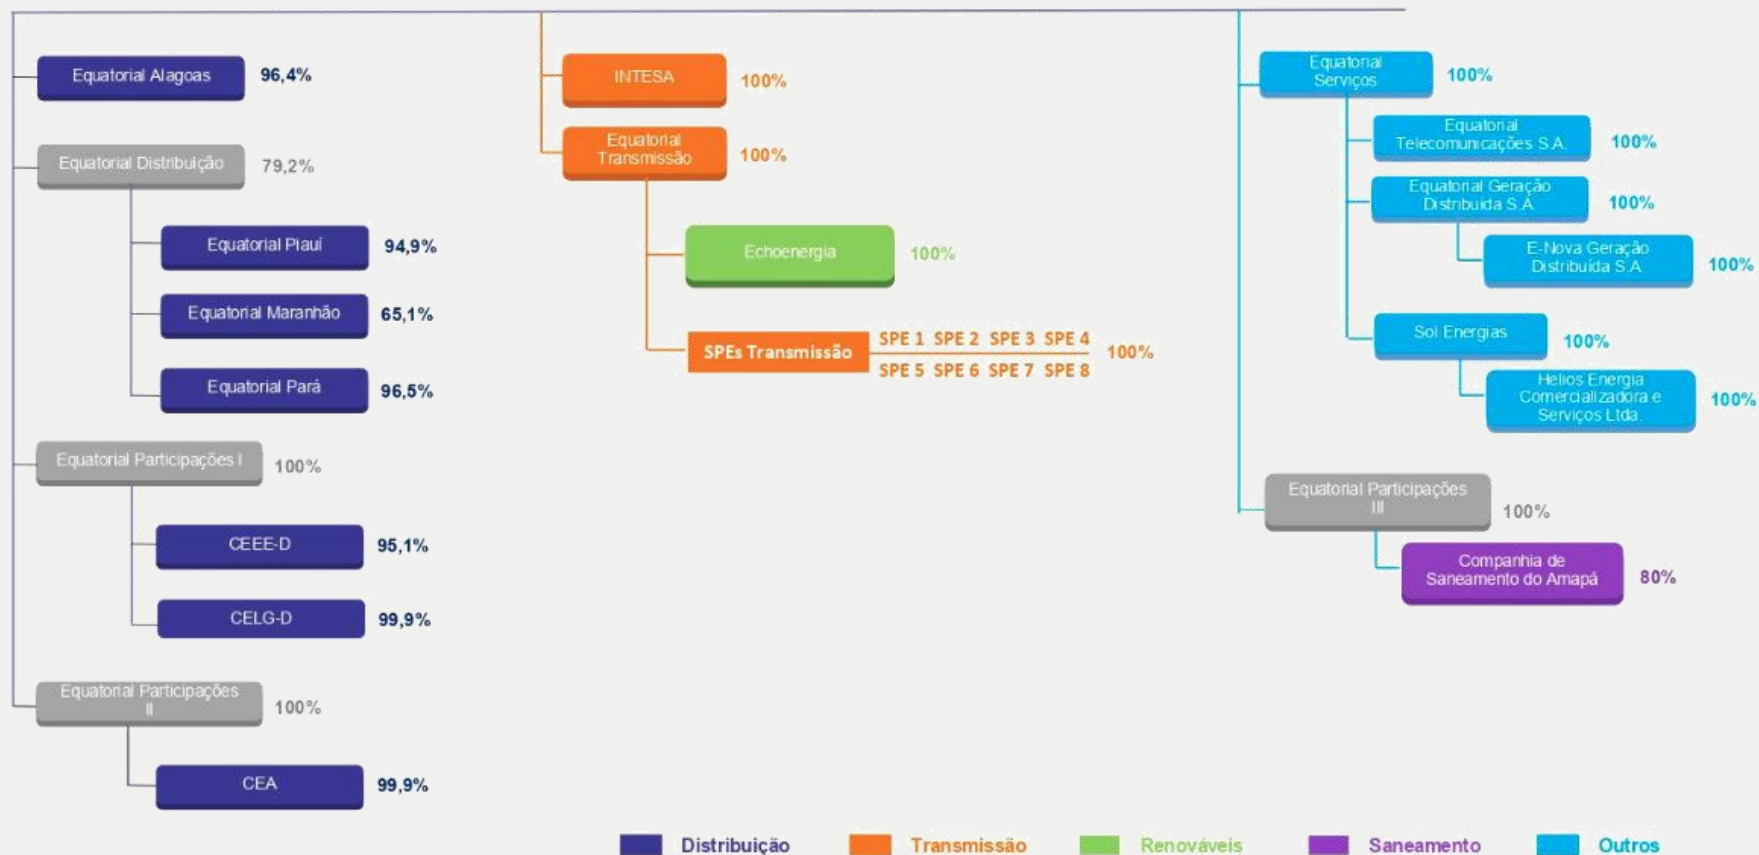 Equatorial Alagoas
96,4%
Equatorial Distribuição
79,2%
Equatorial Piauí
94,9%
Equatorial Maranhão
65,1%
Equatorial Pará
96,5%
Equatorial Participações I
100%
CEEE-D
95,1%
CELG-D
99,9%
Equatorial Participações
II
100%
CEA
99,9%
INTESA
100%
Equatorial
Transmissão
100%
Echoenergia
100%
SPEs Transmissão
SPE 1 SPE 2 SPE 3 SPE 4
SPE 5 SPE 6 SPE 7 SPE 8
100%
Equatorial
Serviços
100%
Equatorial
Telecomunicações S.A.
100%
Equatorial Geração
Distribuída S.A.
100%
E-Nova Geração
Distribuída S.A.
100%
Sol Energias
100%
Helios Energia
Comercializadora e
Serviços Ltda.
100%
Equatorial Participações
III
100%
Companhia de
Saneamento do Amapá
80%
Distribuição
Transmissão
Renováveis
Saneamento
Outros